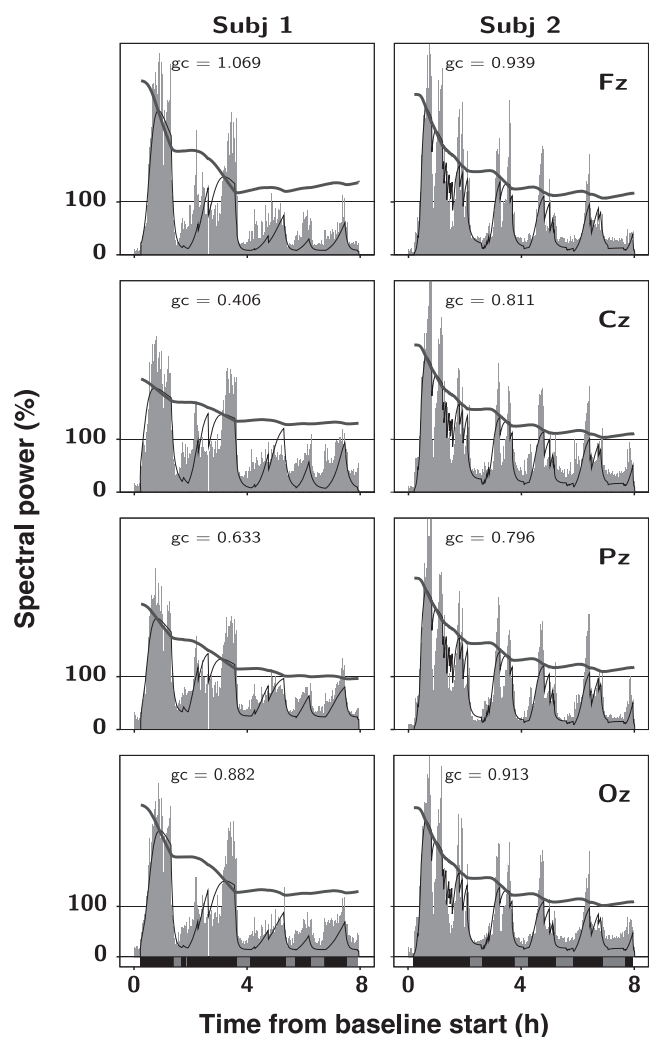 Subj 1 Subj 2
gc = 1.069 gc = 0.939 Fz
100
0
gc = 0.406 gc = 0.811 Cz
100
0
gc = 0.633 gc = 0.796 Pz
100
0
gc = 0.882 gc = 0.913 Oz
100
0
0 4 8 0 4 8
Spectral power (%)
Time from baseline start (h)